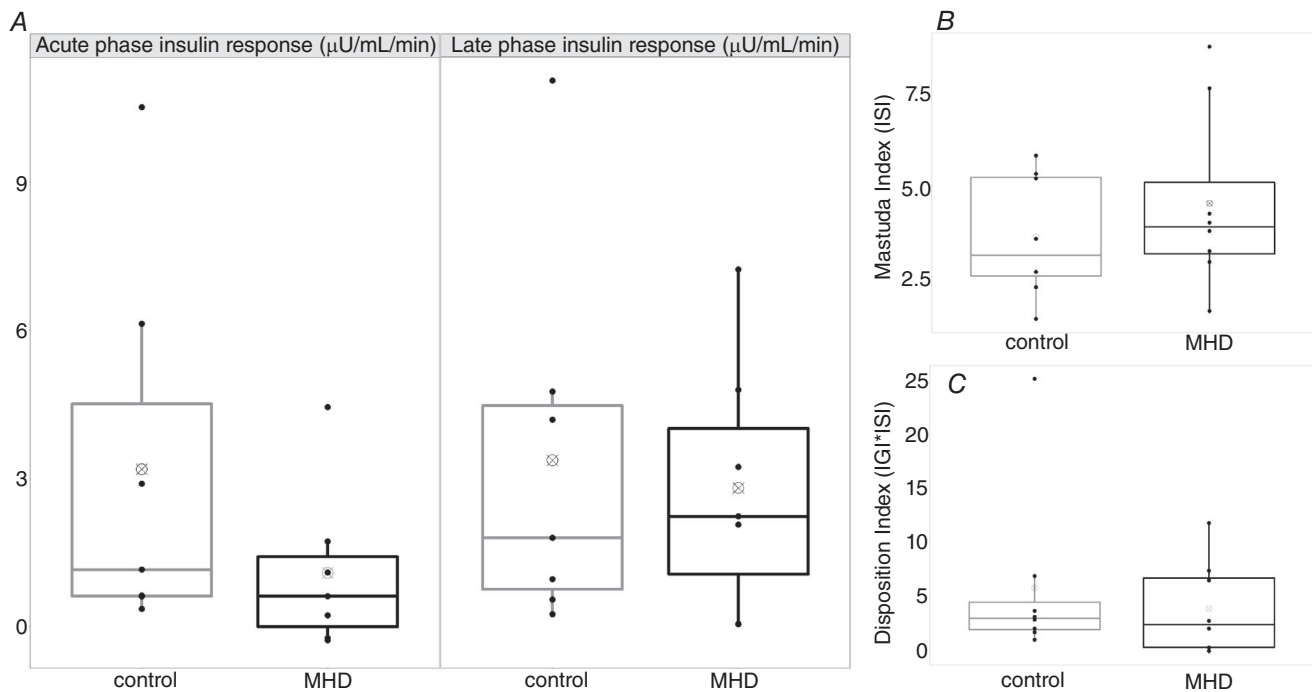 A
Acute phase insulin response (μU/mL/min)
Late phase insulin response (μU/mL/min)
9
6
3
0
control
MHD
control
MHD
B
Mastuda Index (ISI)
7.5
5.0
2.5
control
MHD
C
Disposition Index (IGI*ISI)
25
20
15
10
5
0
control
MHD